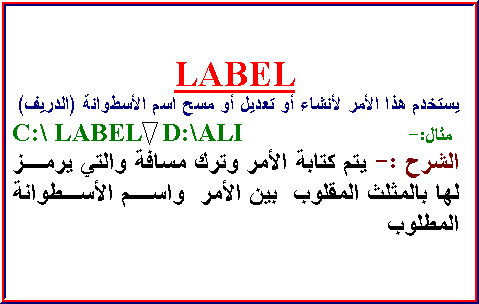 LABEL
يستخدم هذا الأمر لأنشاء أو تعديل أو مسح اسم الأسطوانة (الدريف)
مثال:- C:\ LABEL▽D:\ALI
الشرح :- يتم كتابة الأمر وترك مسافة والتي يرمـــز
لها بالمثلث المقلوب بين الأمر واســـم الأســـطوانة
المطلوب